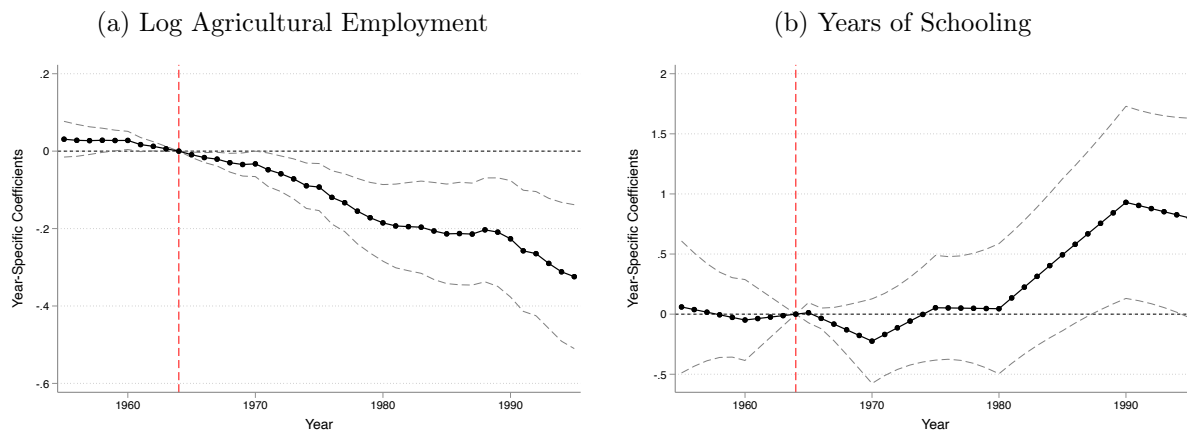 (a) Log Agricultural Employment
Year-Specific Coefficients
.2
0
-.2
-.4
-.6
1960 1970 1980 1990
Year
(b) Years of Schooling
Year-Specific Coefficients
2
1.5
1
.5
0
-.5
1960 1970 1980 1990
Year